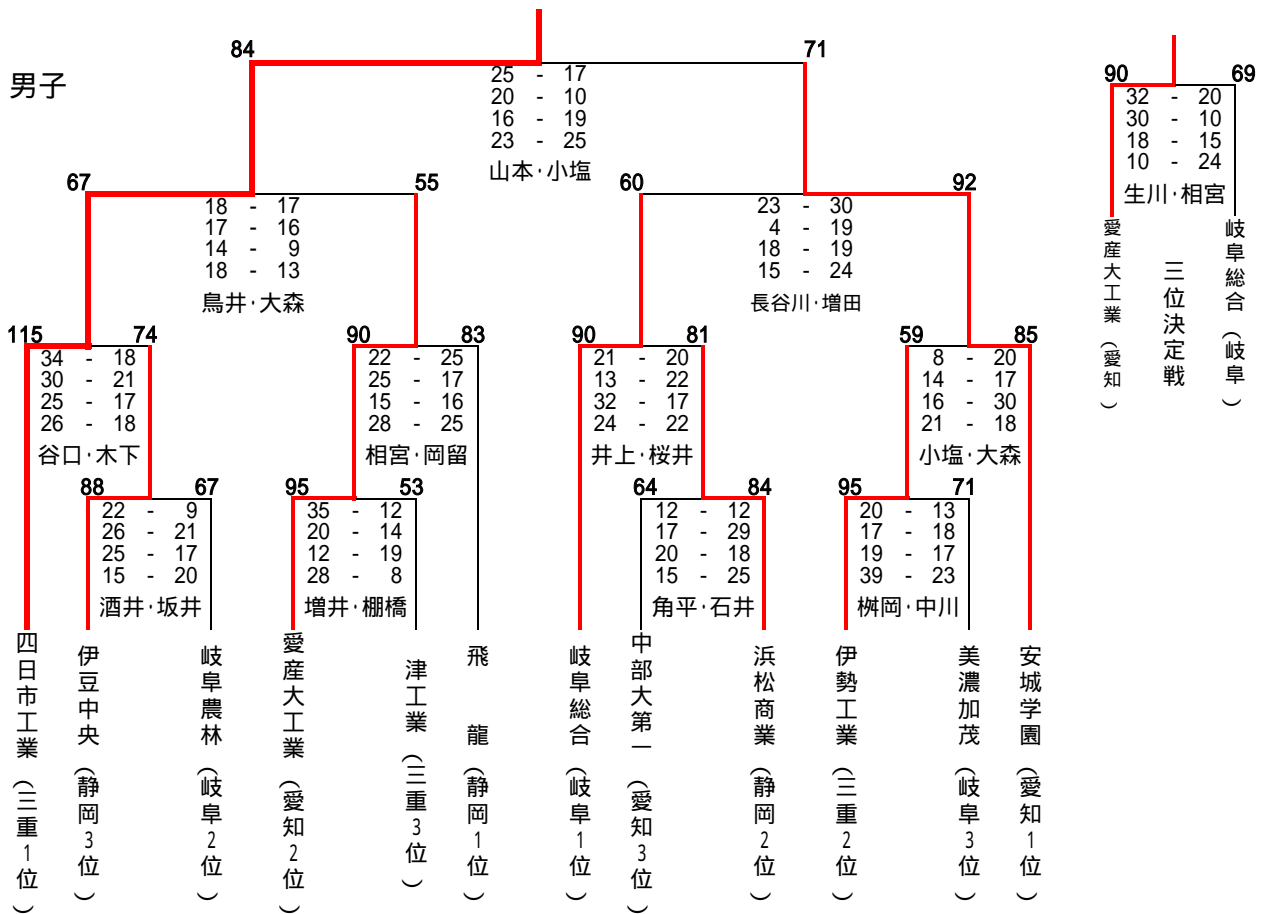 男子
84 71
25 - 17
20 - 10
16 - 19
23 - 25
山本･小塩
90 69
32 - 20
30 - 10
18 - 15
10 - 24
生川･相宮
愛産大工業（愛知）
三位決定戦
岐阜総合（岐阜）
67 55
18 - 17
17 - 16
14 - 9
18 - 13
鳥井･大森
60 92
23 - 30
4 - 19
18 - 19
15 - 24
長谷川･増田
115 74
34 - 18
30 - 21
25 - 17
26 - 18
谷口･木下
90 83
22 - 25
25 - 17
15 - 16
28 - 25
相宮･岡留
90 81
21 - 20
13 - 22
32 - 17
24 - 22
井上･桜井
59 85
8 - 20
14 - 17
16 - 30
21 - 18
小塩･大森
88 67
22 - 9
26 - 21
25 - 17
15 - 20
酒井･坂井
95 53
35 - 12
20 - 14
12 - 19
28 - 8
増井･棚橋
64 84
12 - 12
17 - 29
20 - 18
15 - 25
角平･石井
95 71
20 - 13
17 - 18
19 - 17
39 - 23
桝岡･中川
四日市工業（三重1位）
伊豆中央（静岡3位）
岐阜農林（岐阜2位）
愛産大工業（愛知2位）
津工業（三重3位）
飛　龍（静岡1位）
岐阜総合（岐阜1位）
中部大第一（愛知3位）
浜松商業（静岡2位）
伊勢工業（三重2位）
美濃加茂（岐阜3位）
安城学園（愛知1位）